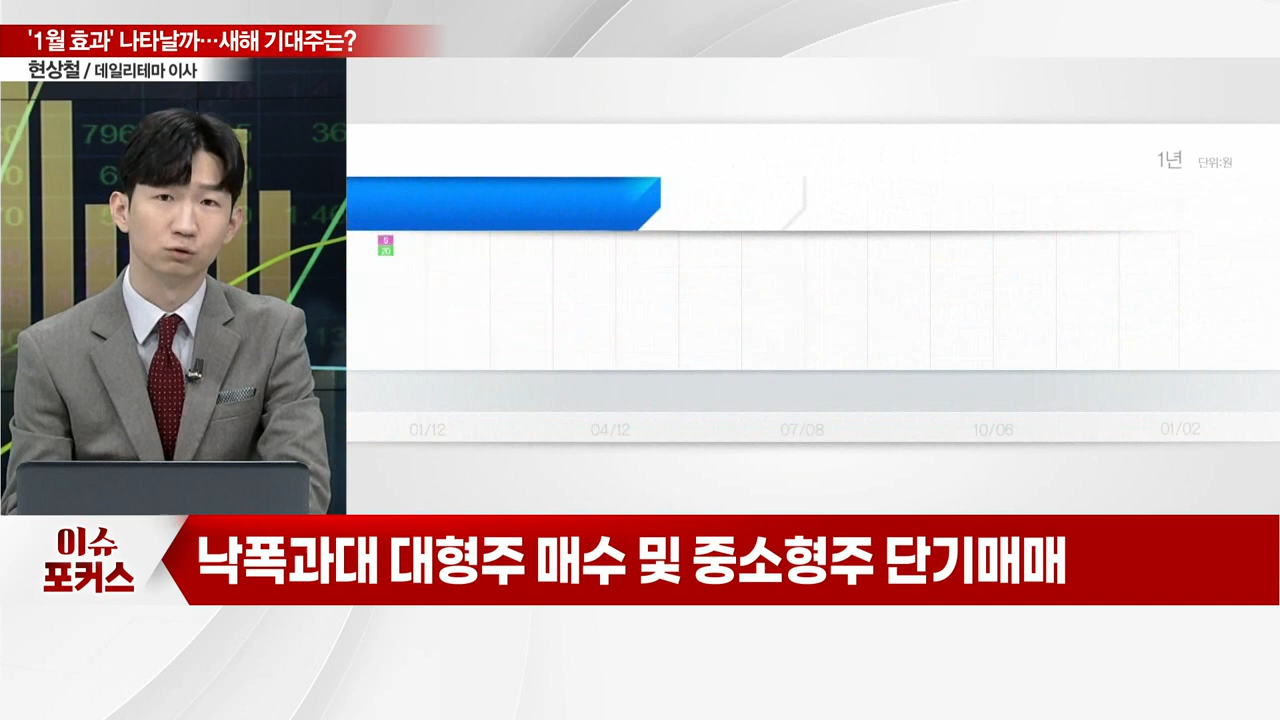 '1월 효과' 나타날까…새해 기대주는?
현상철 / 데일리테마 이사
1년 단위:원
5
20
01/12 04/12 07/08 10/06 01/02
이슈
포커스
낙폭과대 대형주 매수 및 중소형주 단기매매